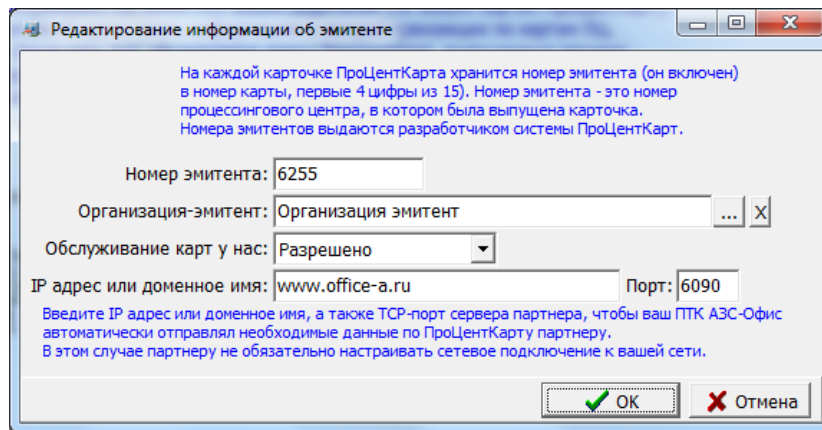 Редактирование информации об эмитенте
На каждой карточке ПроЦентКарта хранится номер эмитента (он включен)
в номер карты, первые 4 цифры из 15). Номер эмитента - это номер
процессингового центра, в котором была выпущена карточка.
Номера эмитентов выдаются разработчиком системы ПроЦентКарт.
Номер эмитента: 6255
Организация-эмитент: Организация эмитент ... X
Обслуживание карт у нас: Разрешено
IP адрес или доменное имя: www.office-a.ru Порт: 6090
Введите IP адрес или доменное имя, а также TCP-порт сервера партнера, чтобы ваш ПТК АЗС-Офис
автоматически отправлял необходимые данные по ПроЦентКарту партнеру.
В этом случае партнеру не обязательно настраивать сетевое подключение к вашей сети.
OK Отмена